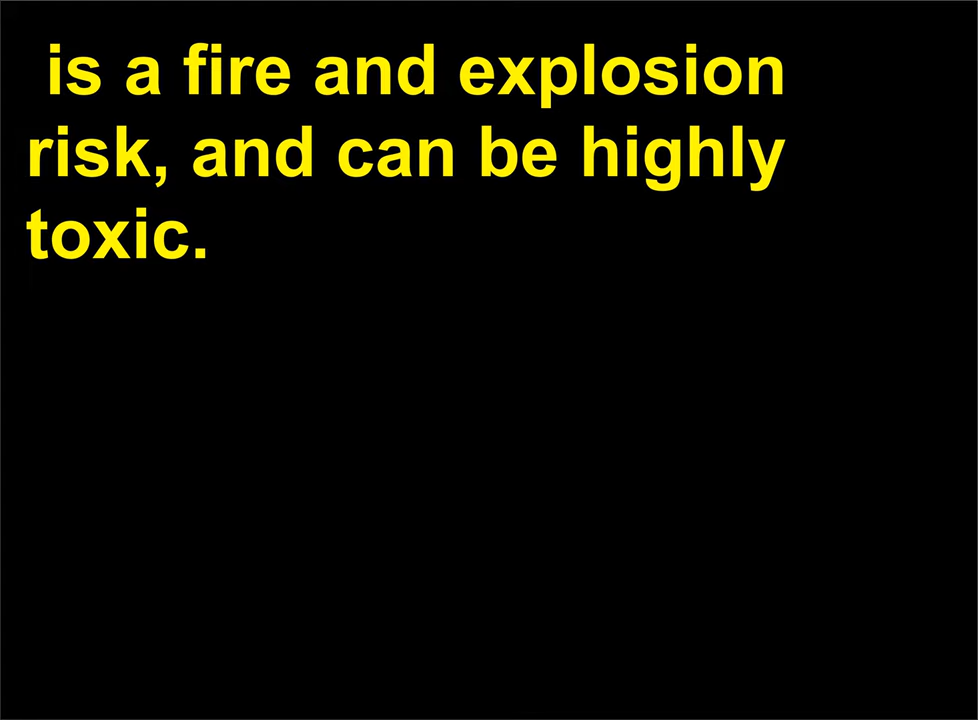 is a fire and explosion
risk, and can be highly
toxic.